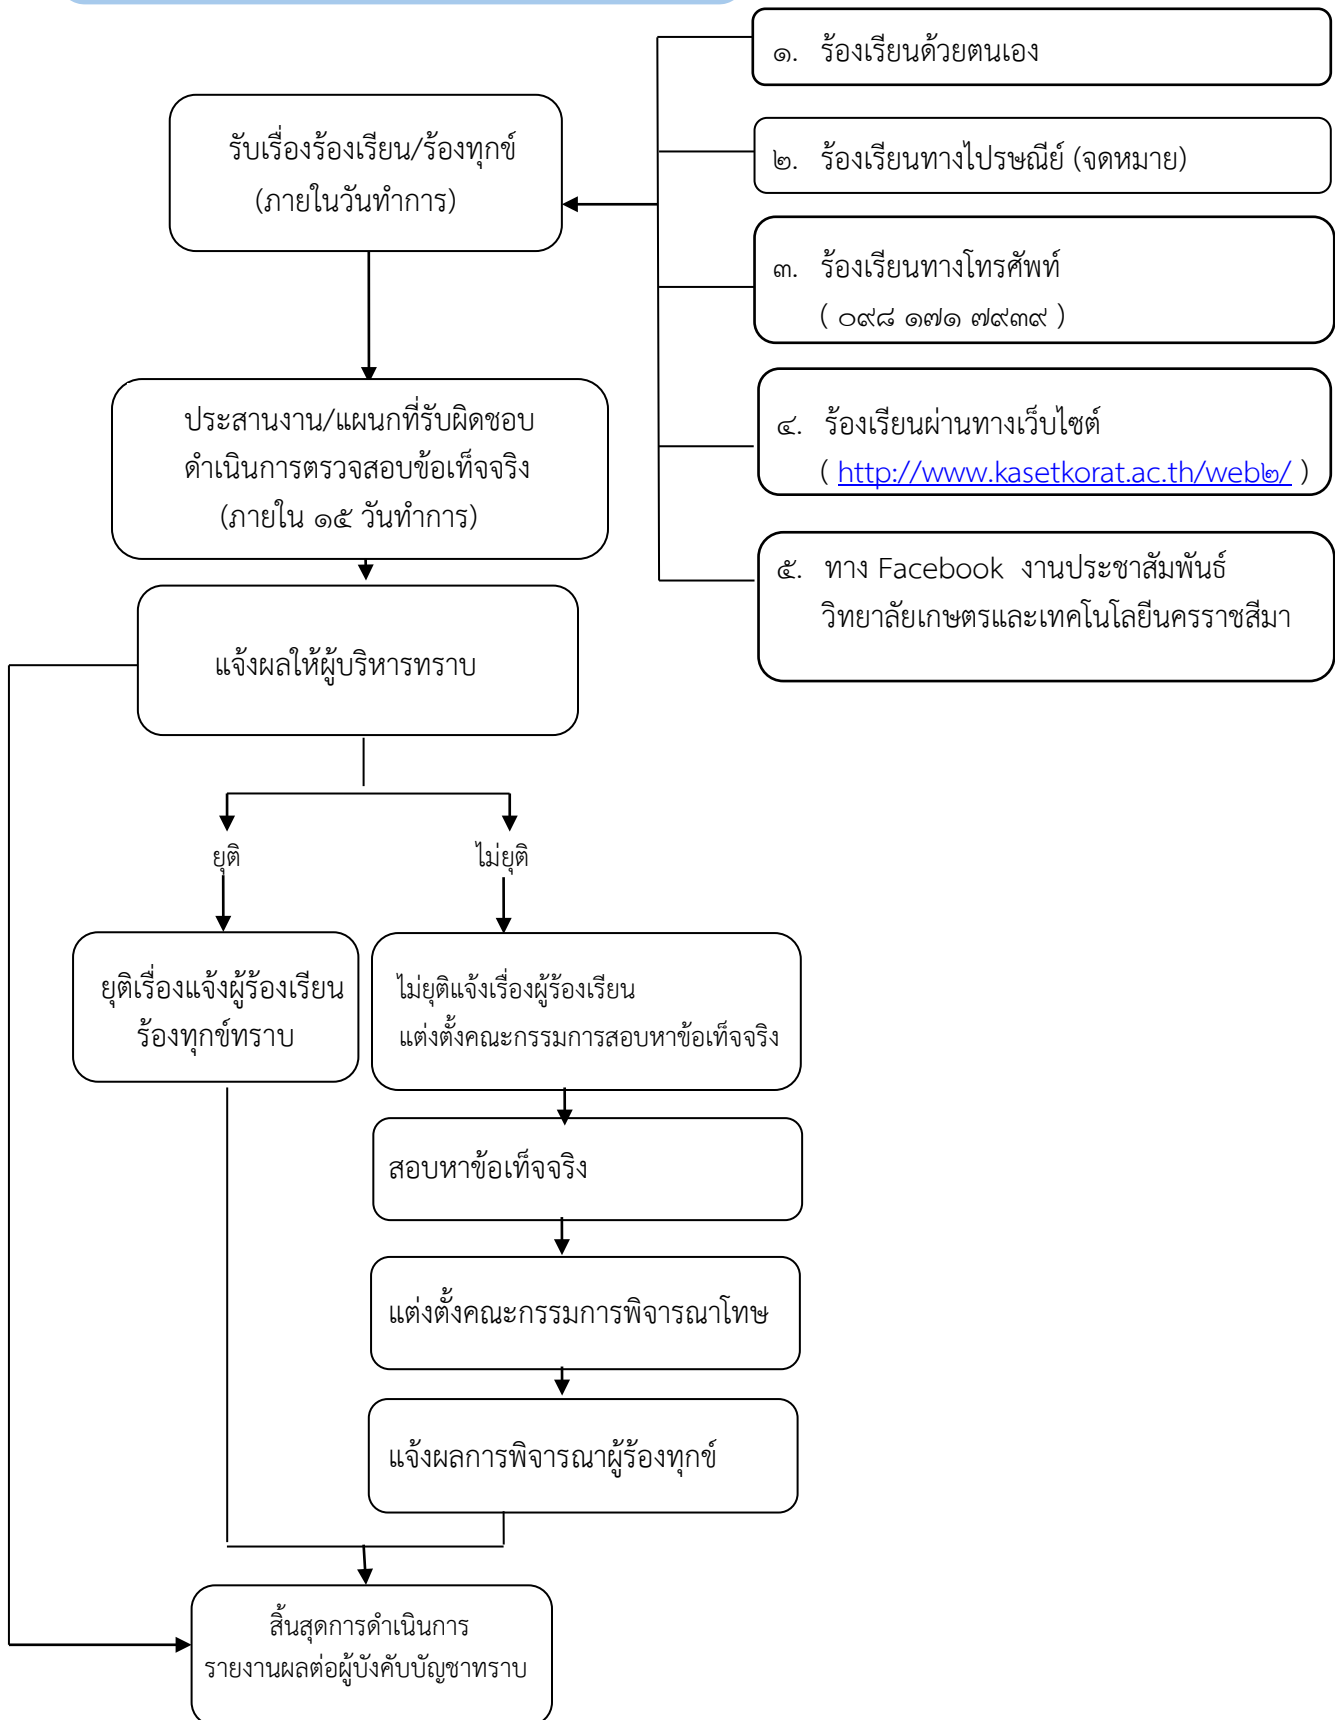 ๑. ร้องเรียนด้วยตนเอง
รับเรื่องร้องเรียน/ร้องทุกข์
(ภายในวันทำการ)
๒. ร้องเรียนทางไปรษณีย์ (จดหมาย)
๓. ร้องเรียนทางโทรศัพท์
( ๐๙๘ ๑๗๑ ๗๙๓๙ )
๔. ร้องเรียนผ่านทางเว็บไซต์
( http://www.kasetkorat.ac.th/web๒/ )
๕. ทาง Facebook งานประชาสัมพันธ์
วิทยาลัยเกษตรและเทคโนโลยีนครราชสีมา
ประสานงาน/แผนกที่รับผิดชอบ
ดำเนินการตรวจสอบข้อเท็จจริง
(ภายใน ๑๕ วันทำการ)
แจ้งผลให้ผู้บริหารทราบ
ยุติ
ไม่ยุติ
ยุติเรื่องแจ้งผู้ร้องเรียน
ร้องทุกข์ทราบ
ไม่ยุติแจ้งเรื่องผู้ร้องเรียน
แต่งตั้งคณะกรรมการสอบหาข้อเท็จจริง
สอบหาข้อเท็จจริง
แต่งตั้งคณะกรรมการพิจารณาโทษ
แจ้งผลการพิจารณาผู้ร้องทุกข์
สิ้นสุดการดำเนินการ
รายงานผลต่อผู้บังคับบัญชาทราบ